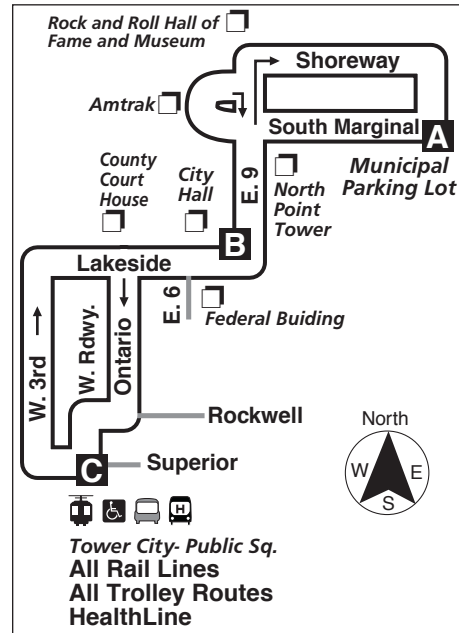 Rock and Roll Hall of
Fame and Museum
Shoreway
Amtrak
South Marginal
A
County
Court
House
City
Hall
E. 9
North
Point
Tower
Municipal
Parking Lot
B
Lakeside
E. 6
Federal Buiding
W. 3rd
W. Rdwy.
Ontario
Rockwell
C
Superior
North
W
E
S
H
Tower City- Public Sq.
All Rail Lines
All Trolley Routes
HealthLine